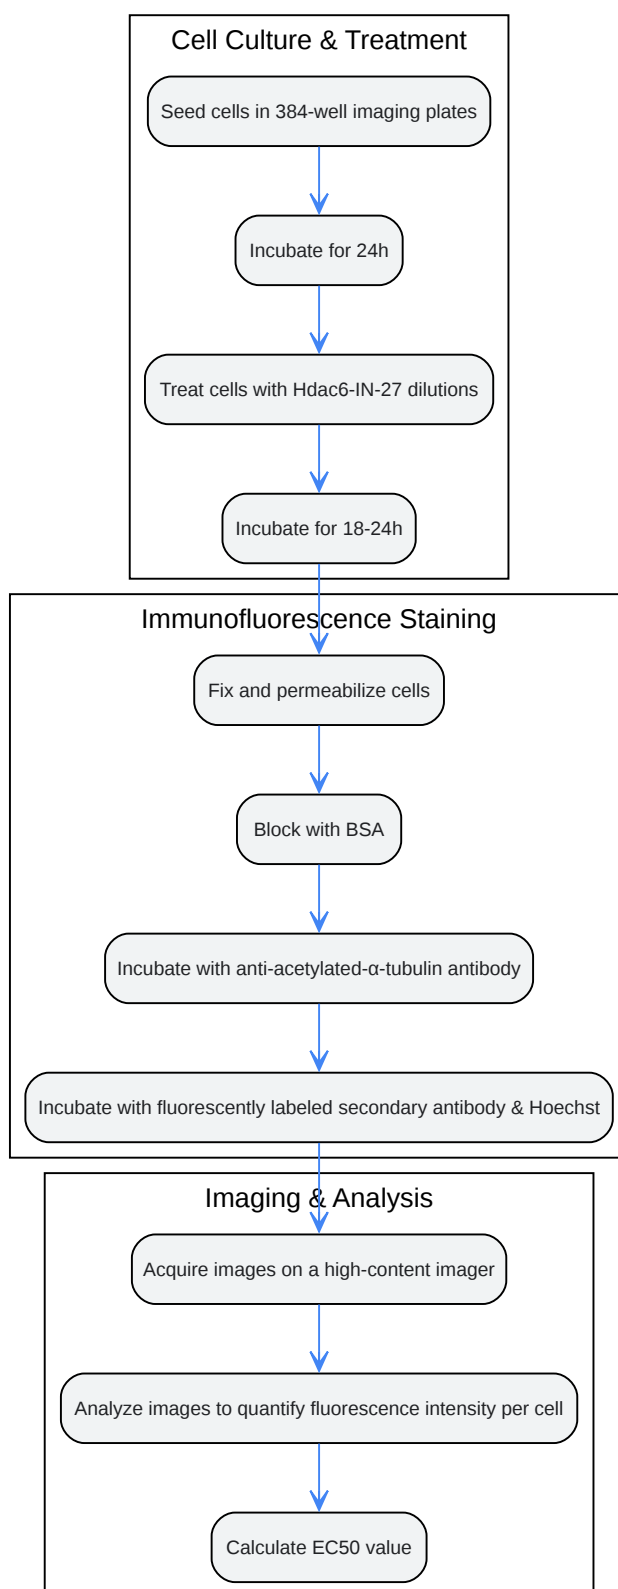 Cell Culture & Treatment
Seed cells in 384-well imaging plates
Incubate for 24h
Treat cells with Hdac6-IN-27 dilutions
Incubate for 18-24h
Immunofluorescence Staining
Fix and permeabilize cells
Block with BSA
Incubate with anti-acetylated-α-tubulin antibody
Incubate with fluorescently labeled secondary antibody & Hoechst
Imaging & Analysis
Acquire images on a high-content imager
Analyze images to quantify fluorescence intensity per cell
Calculate EC50 value